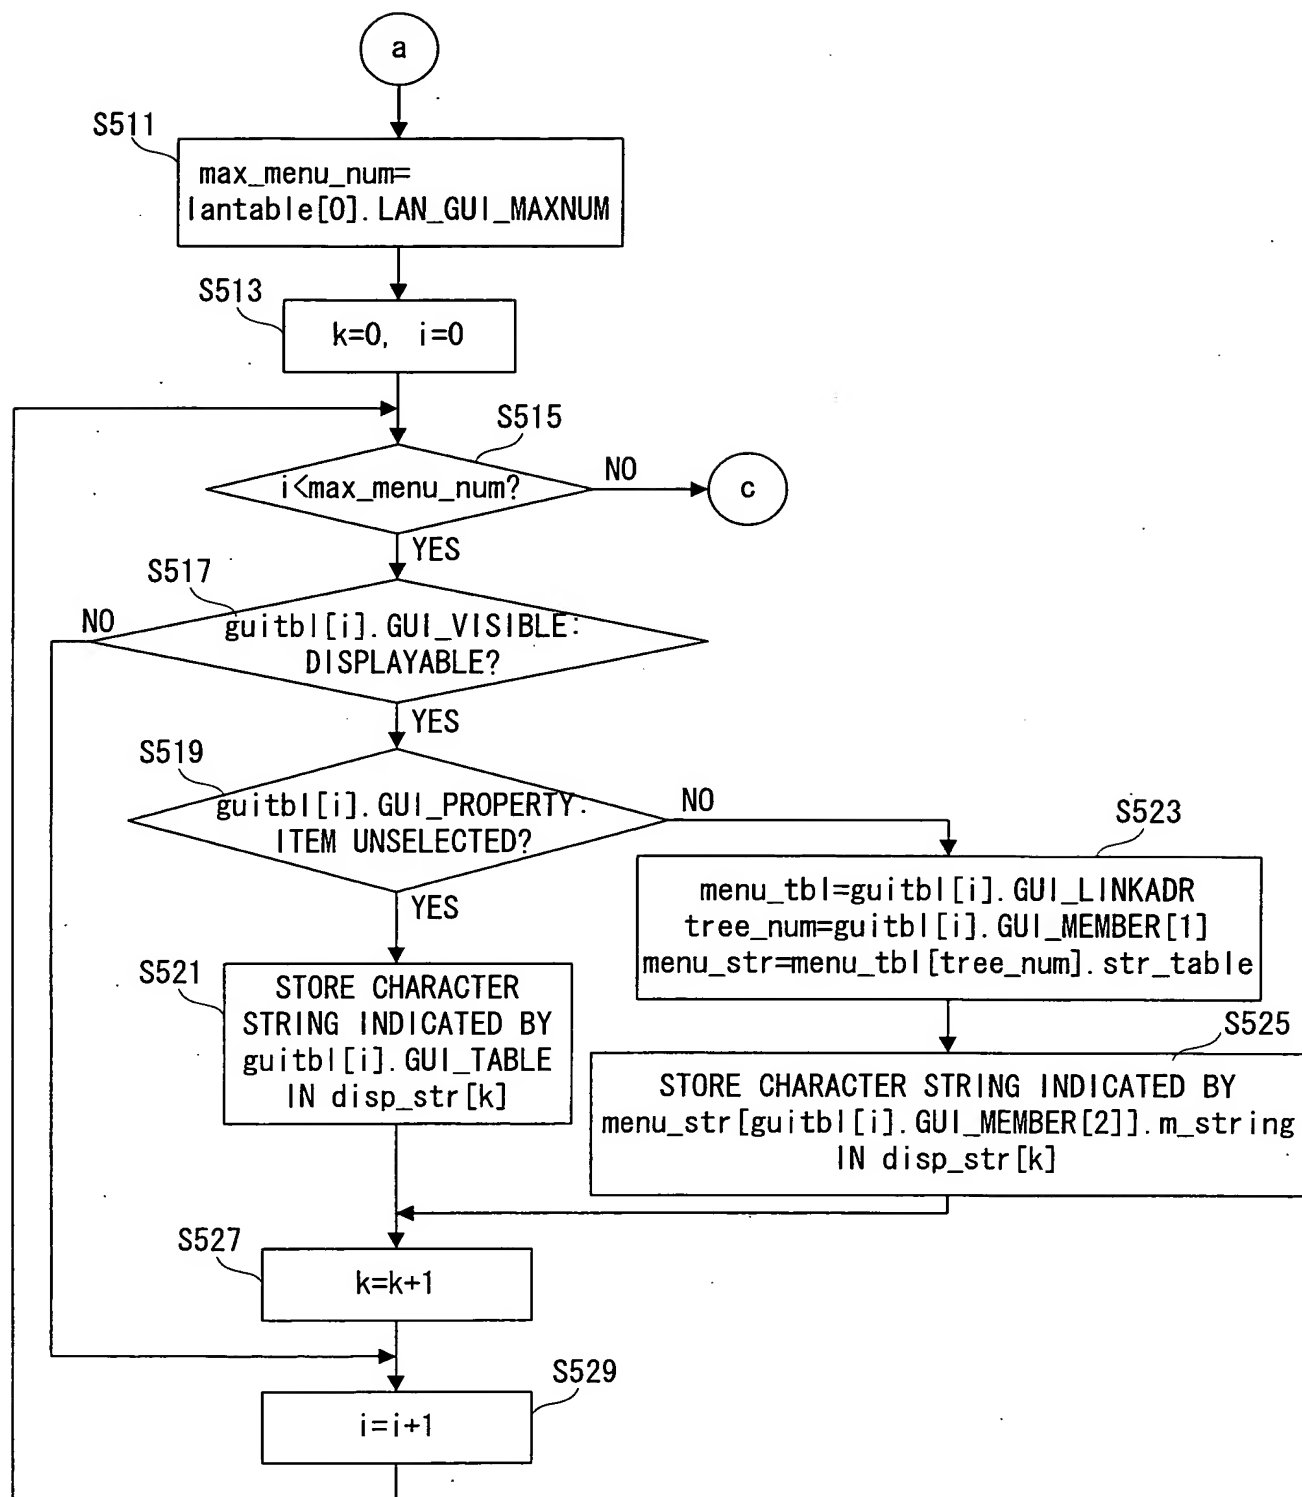 a
S511
max_menu_num=
lantable[0].LAN_GUI_MAXNUM
S513
k=0, i=0
S515
i<max_menu_num?
NO
c
YES
S517
NO
guitbl[i].GUI_VISIBLE:
DISPLAYABLE?
YES
S519
guitbl[i].GUI_PROPERTY:
ITEM UNSELECTED?
NO
YES
S523
menu_tbl=guitbl[i].GUI_LINKADR
tree_num=guitbl[i].GUI_MEMBER[1]
menu_str=menu_tbl[tree_num].str_table
S521
STORE CHARACTER
STRING INDICATED BY
guitbl[i].GUI_TABLE
IN disp_str[k]
S525
STORE CHARACTER STRING INDICATED BY
menu_str[guitbl[i].GUI_MEMBER[2]].m_string
IN disp_str[k]
S527
k=k+1
S529
i=i+1